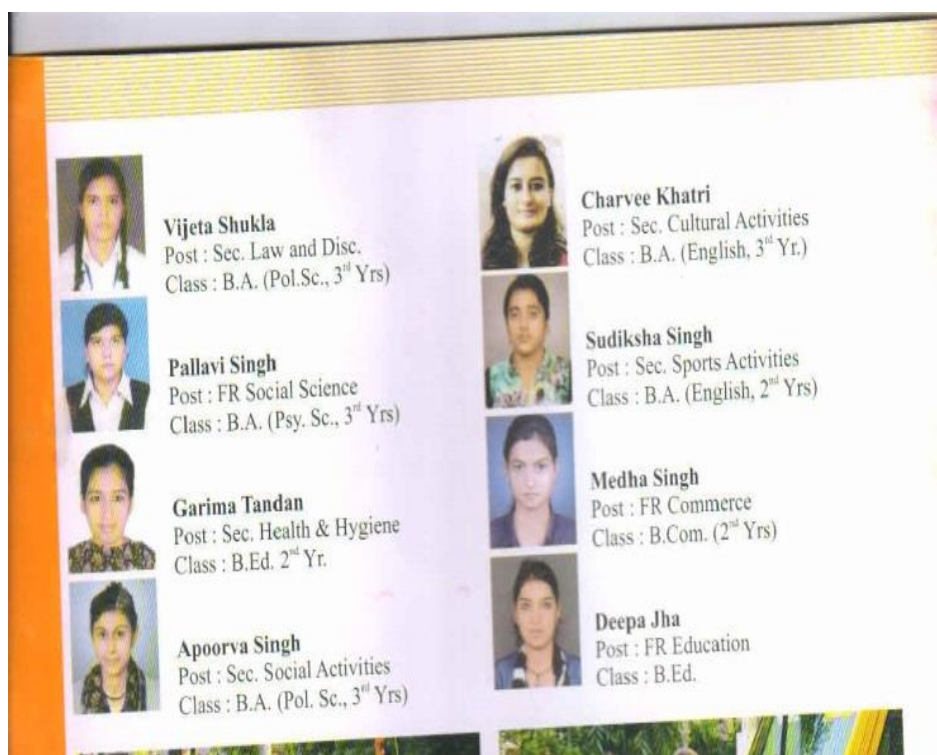 Vijeta Shukla
Post : Sec. Law and Disc.
Class : B.A. (Pol.Sc., 3rd Yrs)
Pallavi Singh
Post : FR Social Science
Class : B.A. (Psy. Sc., 3rd Yrs)
Garima Tandan
Post : Sec. Health & Hygiene
Class : B.Ed. 2nd Yr.
Apoorva Singh
Post : Sec. Social Activities
Class : B.A. (Pol. Sc., 3rd Yrs)
Charvee Khatri
Post : Sec. Cultural Activities
Class : B.A. (English, 3rd Yr.)
Sudiksha Singh
Post : Sec. Sports Activities
Class : B.A. (English, 2nd Yrs)
Medha Singh
Post : FR Commerce
Class : B.Com. (2nd Yrs)
Deepa Jha
Post : FR Education
Class : B.Ed.